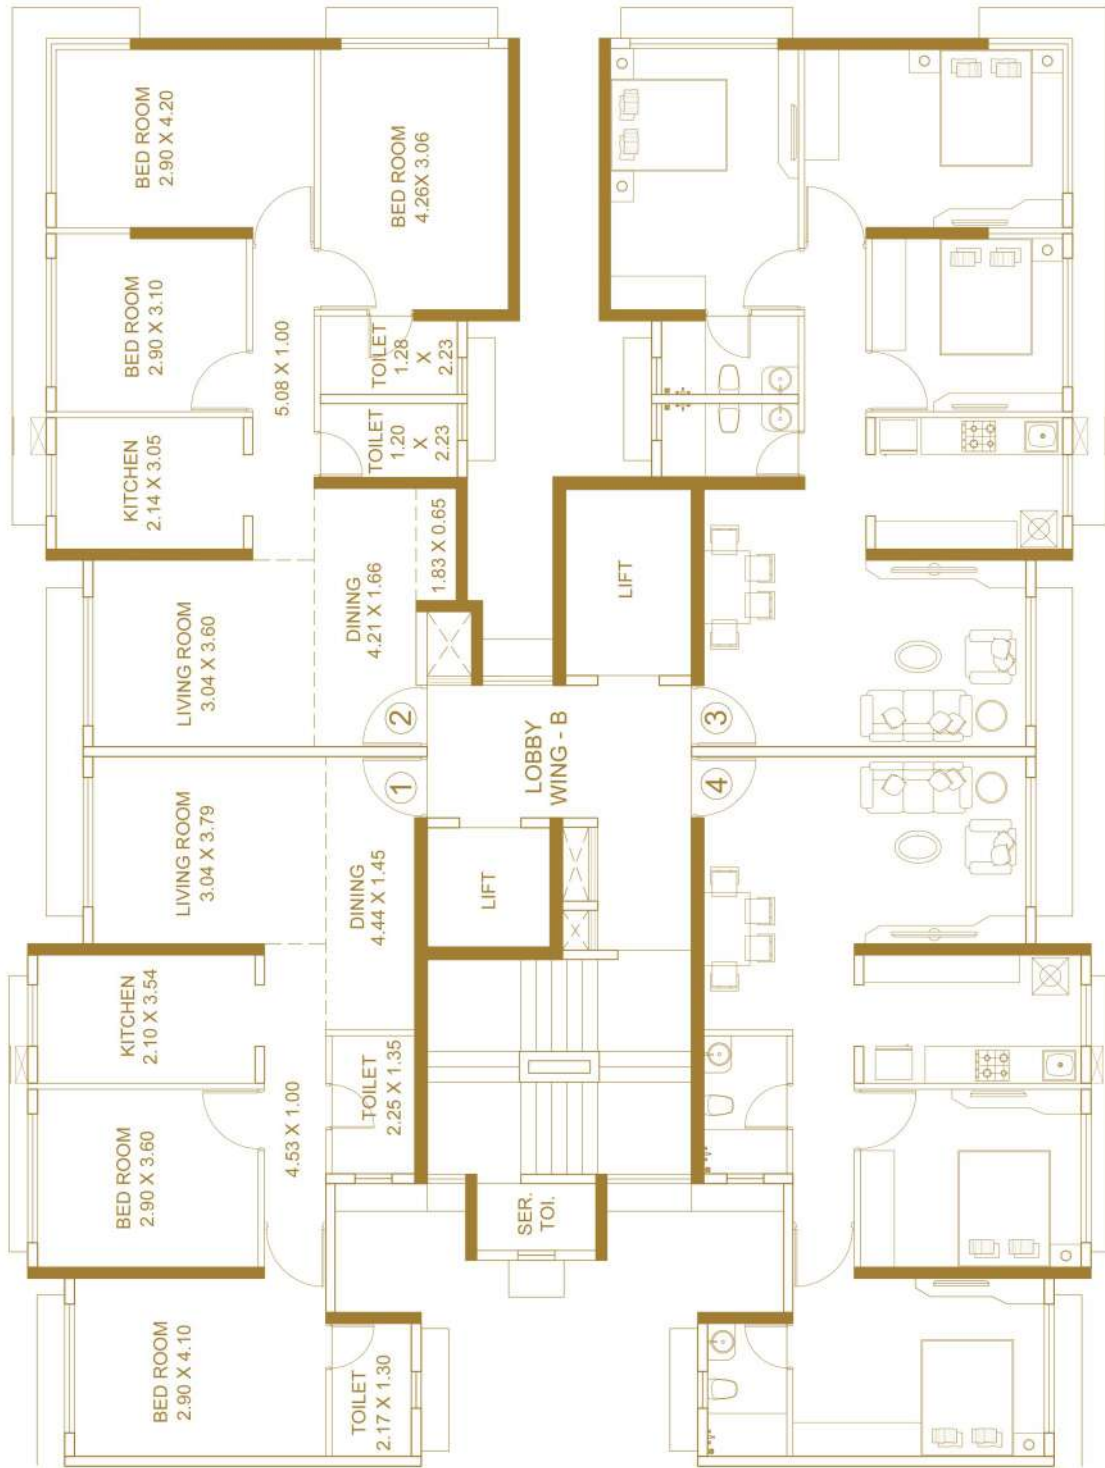 BED ROOM
2.90 X 4.20
BED ROOM
4.26X 3.06
BED ROOM
2.90 X 3.10
5.08 X 1.00
TOILET
1.28
X
2.23
TOILET
1.20
X
2.23
KITCHEN
2.14 X 3.05
LIVING ROOM
3.04 X 3.60
DINING
4.21 X 1.66
1.83 X 0.65
LIFT
2
3
LOBBY
WING - B
1
4
LIVING ROOM
3.04 X 3.79
DINING
4.44 X 1.45
LIFT
KITCHEN
2.10 X 3.54
BED ROOM
2.90 X 3.60
4.53 X 1.00
TOILET
2.25 X 1.35
SER.
TOI.
BED ROOM
2.90 X 4.10
TOILET
2.17 X 1.30